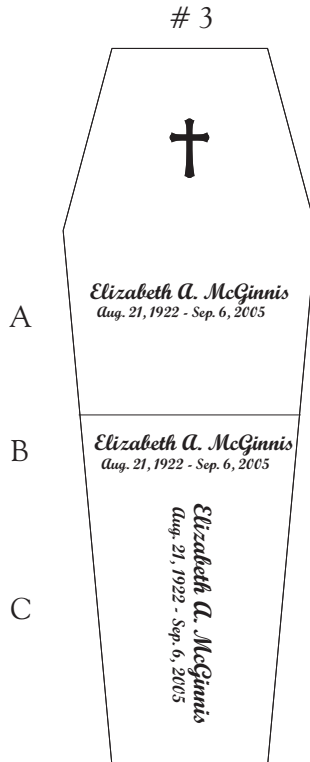 # 3
A
Elizabeth A. McGinnis
Aug. 21, 1922 - Sep. 6, 2005
B
Elizabeth A. McGinnis
Aug. 21, 1922 - Sep. 6, 2005
C
Elizabeth A. McGinnis
Aug. 21, 1922 - Sep. 6, 2005